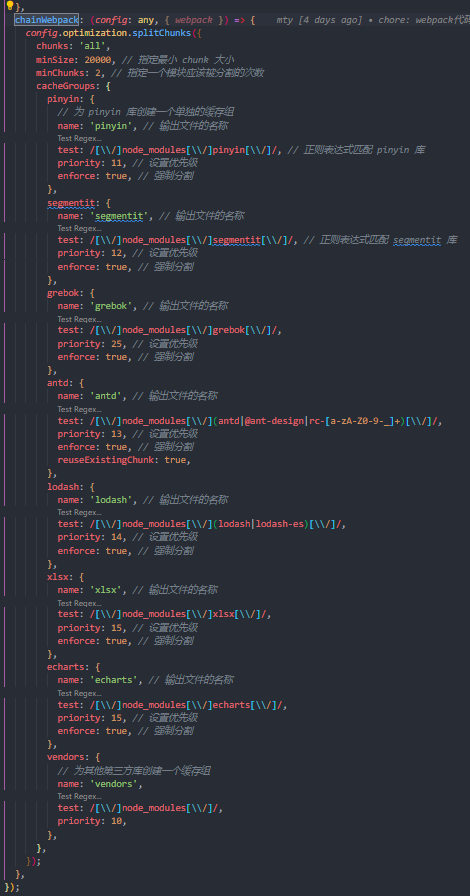 },
chainWebpack: (config: any, { webpack }) => {    mty [4 days ago] • chore: webpack代码
config.optimization.splitChunks({
chunks: 'all',
minSize: 20000, // 指定最小 chunk 大小
minChunks: 2, // 指定一个模块应该被分割的次数
cacheGroups: {
pinyin: {
// 为 pinyin 库创建一个单独的缓存组
name: 'pinyin', // 输出文件的名称
Test Regex...
test: /[\\/]node_modules[\\/]pinyin[\\/]/, // 正则表达式匹配 pinyin 库
priority: 11, // 设置优先级
enforce: true, // 强制分割
},
segmentit: {
name: 'segmentit', // 输出文件的名称
Test Regex...
test: /[\\/]node_modules[\\/]segmentit[\\/]/, // 正则表达式匹配 segmentit 库
priority: 12, // 设置优先级
enforce: true, // 强制分割
},
grebok: {
name: 'grebok', // 输出文件的名称
Test Regex...
test: /[\\/]node_modules[\\/]grebok[\\/]/,
priority: 25, // 设置优先级
enforce: true, // 强制分割
},
antd: {
name: 'antd', // 输出文件的名称
Test Regex...
test: /[\\/]node_modules[\\/](antd|@ant-design|rc-[a-zA-Z0-9-_]+)[\\/]/,
priority: 13, // 设置优先级
enforce: true, // 强制分割
reuseExistingChunk: true,
},
lodash: {
name: 'lodash', // 输出文件的名称
Test Regex...
test: /[\\/]node_modules[\\/](lodash|lodash-es)[\\/]/,
priority: 14, // 设置优先级
enforce: true, // 强制分割
},
xlsx: {
name: 'xlsx', // 输出文件的名称
Test Regex...
test: /[\\/]node_modules[\\/]xlsx[\\/]/,
priority: 15, // 设置优先级
enforce: true, // 强制分割
},
echarts: {
name: 'echarts', // 输出文件的名称
Test Regex...
test: /[\\/]node_modules[\\/]echarts[\\/]/,
priority: 15, // 设置优先级
enforce: true, // 强制分割
},
vendors: {
// 为其他第三方库创建一个缓存组
name: 'vendors',
Test Regex...
test: /[\\/]node_modules[\\/]/,
priority: 10,
},
},
});
},
});